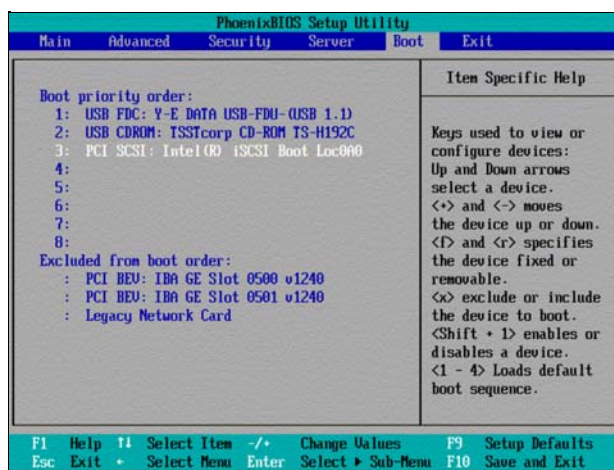 PhoenixBIOS Setup Utility
Main Advanced Security Server Boot Exit
Boot priority order:
1: USB FDC: Y-E DATA USB-FDU-(USB 1.1)
2: USB CDROM: TSSTcorp CD-ROM TS-H192C
3: PCI SCSI: Intel(R) iSCSI Boot Loc0A0
4:
5:
6:
7:
8:
Excluded from boot order:
: PCI BEV: IBA GE Slot 0500 v1240
: PCI BEV: IBA GE Slot 0501 v1240
: Legacy Network Card
Item Specific Help
Keys used to view or
configure devices:
Up and Down arrows
select a device.
<+> and <-> moves
the device up or down.
<f> and <r> specifies
the device fixed or
removable.
<x> exclude or include
the device to boot.
<Shift + 1> enables or
disables a device.
<1 - 4> Loads default
boot sequence.
F1 Help ↑↓ Select Item -/+ Change Values F9 Setup Defaults
Esc Exit ← Select Menu Enter Select ▶ Sub-Menu F10 Save and Exit